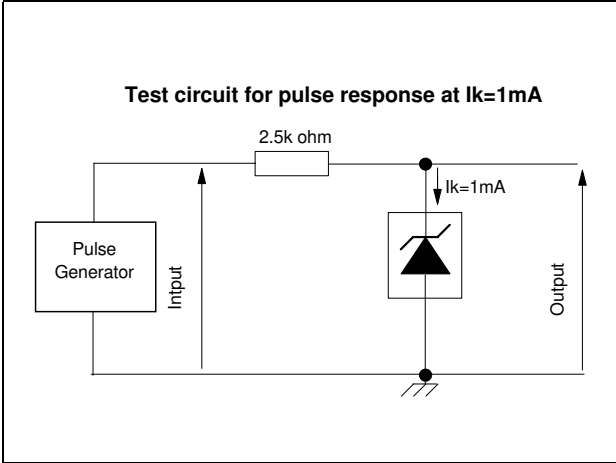 Test circuit for pulse response at Ik=1mA
2.5k ohm
Ik=1mA
Pulse
Generator
Intput
Output